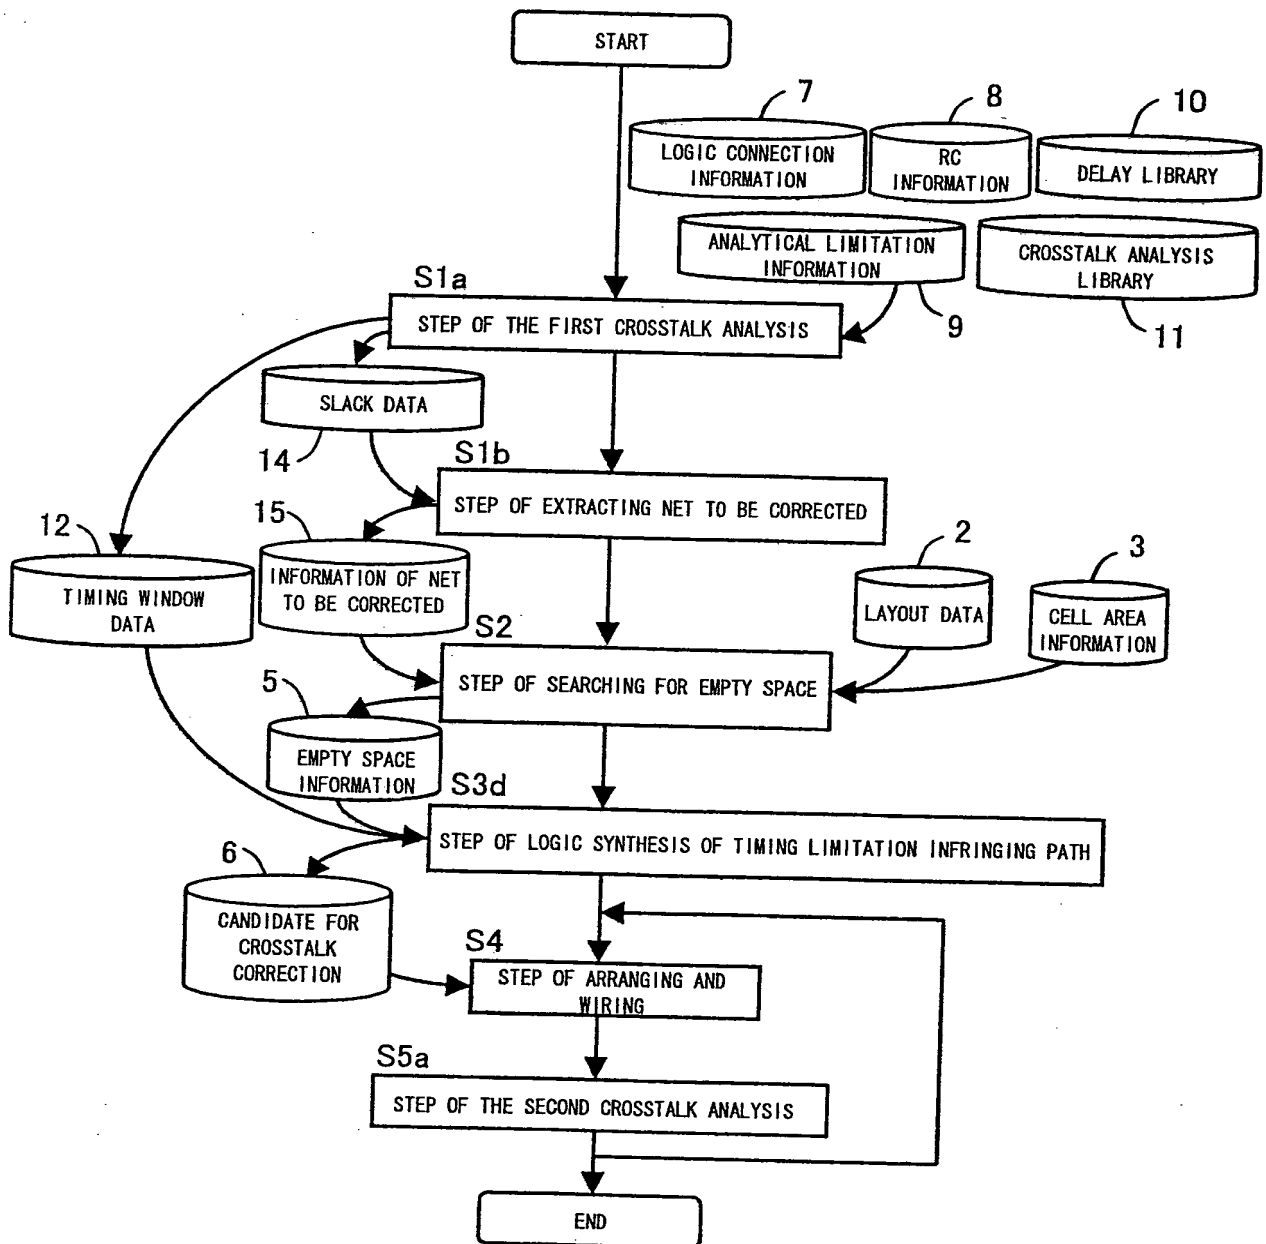 START
7
8
10
LOGIC CONNECTION
INFORMATION
RC
INFORMATION
DELAY LIBRARY
ANALYTICAL LIMITATION
INFORMATION
CROSSTALK ANALYSIS
LIBRARY
9
11
S1a
STEP OF THE FIRST CROSSTALK ANALYSIS
SLACK DATA
14
S1b
STEP OF EXTRACTING NET TO BE CORRECTED
12
TIMING WINDOW
DATA
15
INFORMATION OF NET
TO BE CORRECTED
2
LAYOUT DATA
3
CELL AREA
INFORMATION
S2
STEP OF SEARCHING FOR EMPTY SPACE
5
EMPTY SPACE
INFORMATION
S3d
STEP OF LOGIC SYNTHESIS OF TIMING LIMITATION INFRINGING PATH
6
CANDIDATE FOR
CROSSTALK
CORRECTION
S4
STEP OF ARRANGING AND
WIRING
S5a
STEP OF THE SECOND CROSSTALK ANALYSIS
END